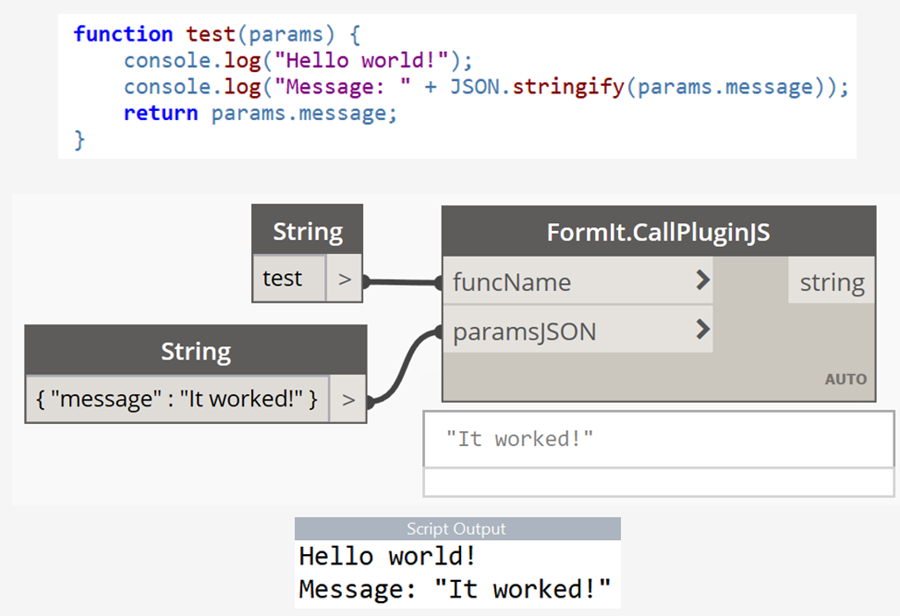 function test(params) {
    console.log("Hello world!");
    console.log("Message: " + JSON.stringify(params.message));
    return params.message;
}
String
test >
FormIt.CallPluginJS
funcName > string
paramsJSON >
AUTO
String
{ "message" : "It worked!" } >
"It worked!"
Script Output
Hello world!
Message: "It worked!"